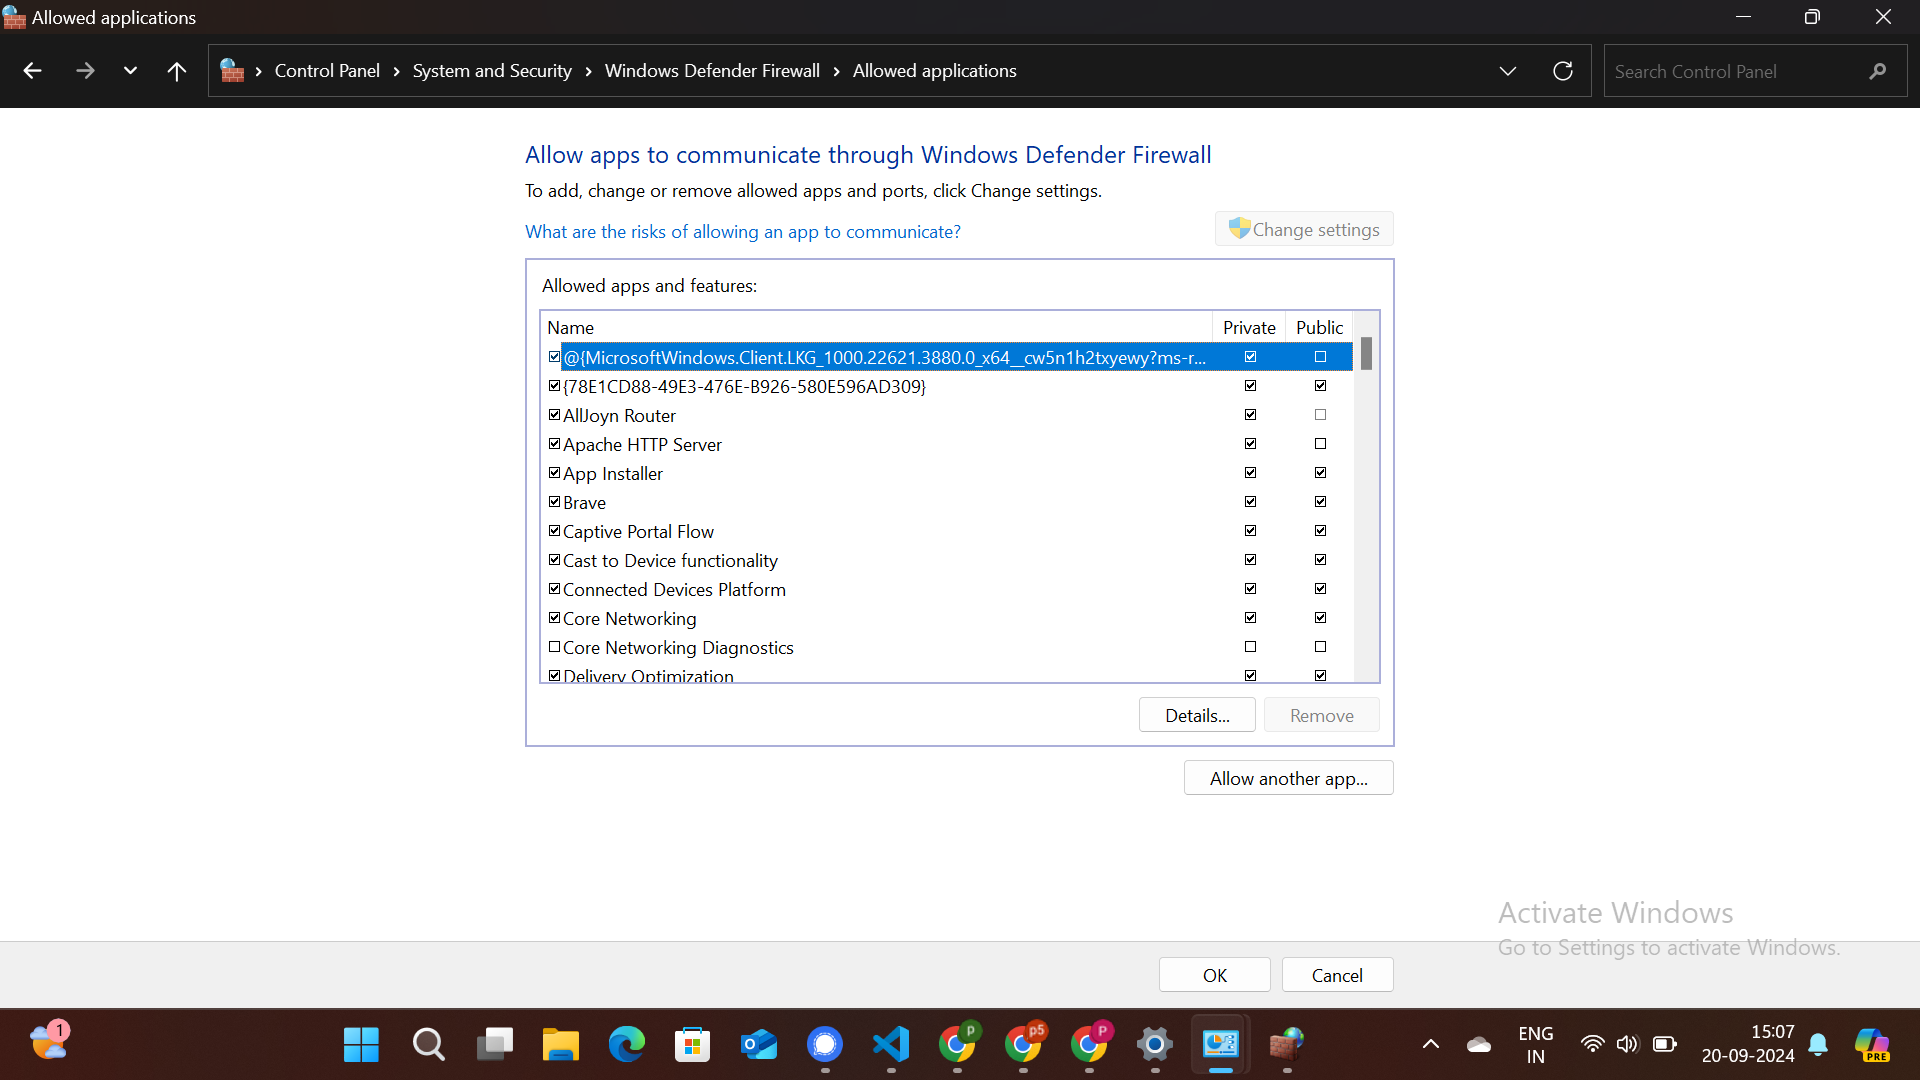 Allowed applications
Control Panel > System and Security > Windows Defender Firewall > Allowed applications
Search Control Panel
Allow apps to communicate through Windows Defender Firewall
To add, change or remove allowed apps and ports, click Change settings.
What are the risks of allowing an app to communicate?
Change settings
Allowed apps and features:
Name Private Public
@{MicrosoftWindows.Client.LKG_1000.22621.3880.0_x64__cw5n1h2txyewy?ms-r...
{78E1CD88-49E3-476E-B926-580E596AD309}
AllJoyn Router
Apache HTTP Server
App Installer
Brave
Captive Portal Flow
Cast to Device functionality
Connected Devices Platform
Core Networking
Core Networking Diagnostics
Delivery Optimization
Details...
Remove
Allow another app...
Activate Windows
Go to Settings to activate Windows.
OK
Cancel
1
P
p5
P
ENG
IN
15:07
20-09-2024
PRE